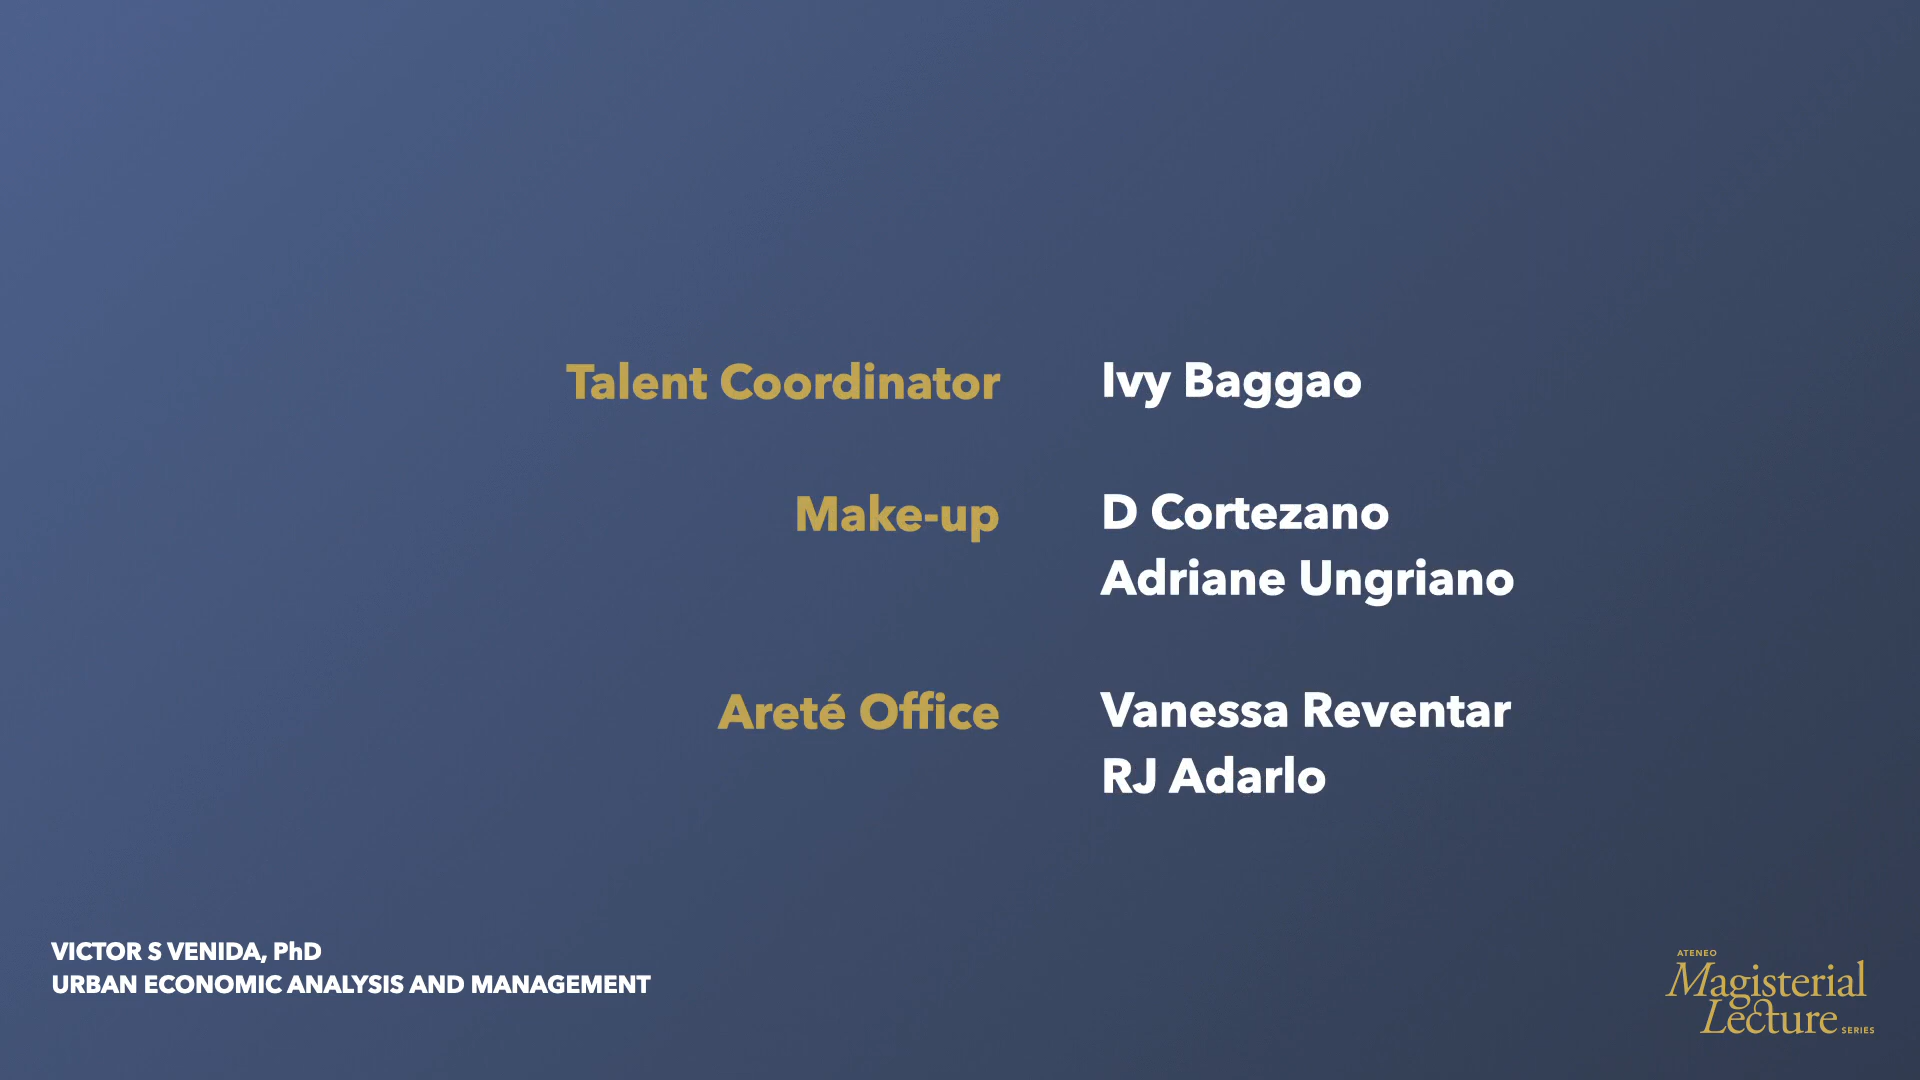 Talent Coordinator Ivy Baggao
Make-up D Cortezano
Adriane Ungriano
Areté Office Vanessa Reventar
RJ Adarlo
VICTOR S VENIDA, PhD
URBAN ECONOMIC ANALYSIS AND MANAGEMENT
ATENEO
Magisterial
Lecture SERIES